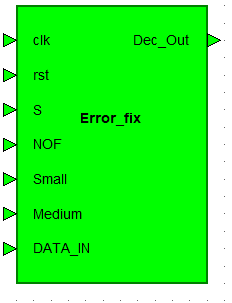 clk Dec_Out
rst
S
Error_fix
NOF
Small
Medium
DATA_IN